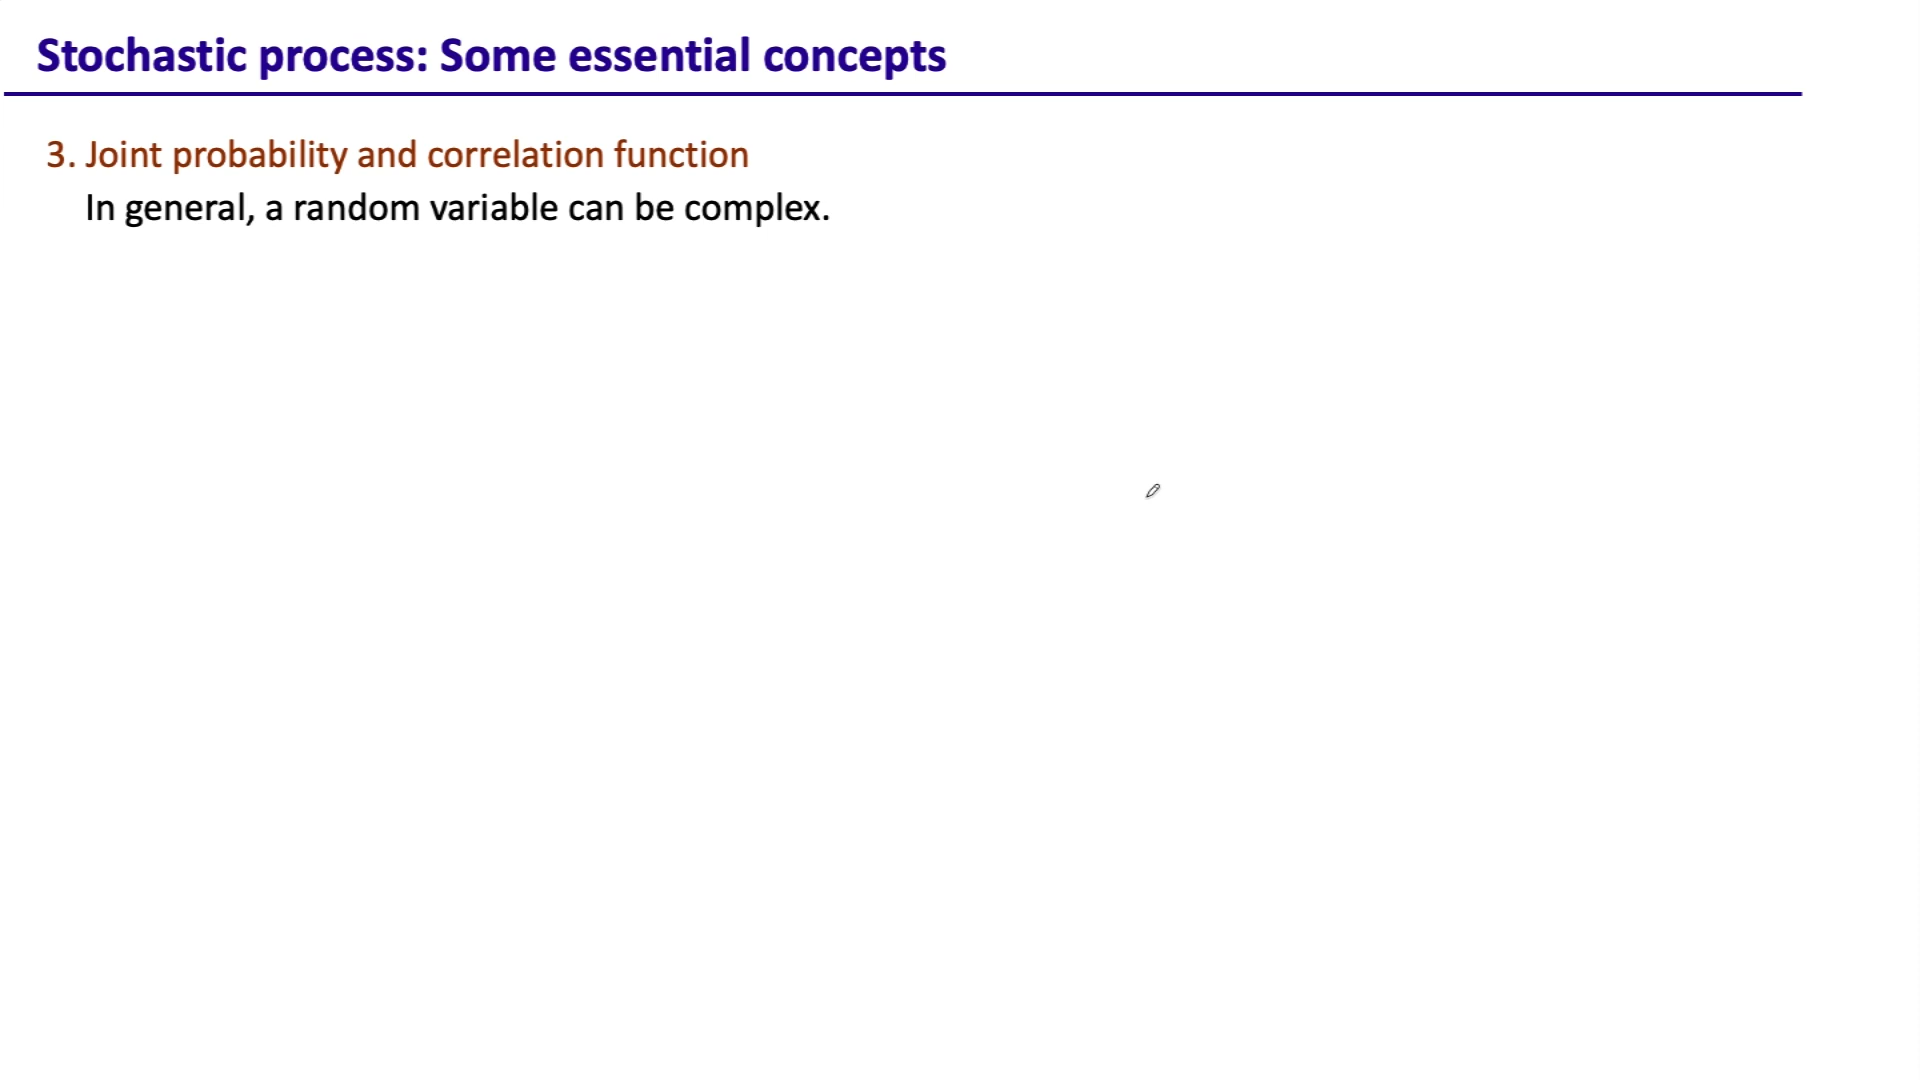 Stochastic process: Some essential concepts
3. Joint probability and correlation function
In general, a random variable can be complex.